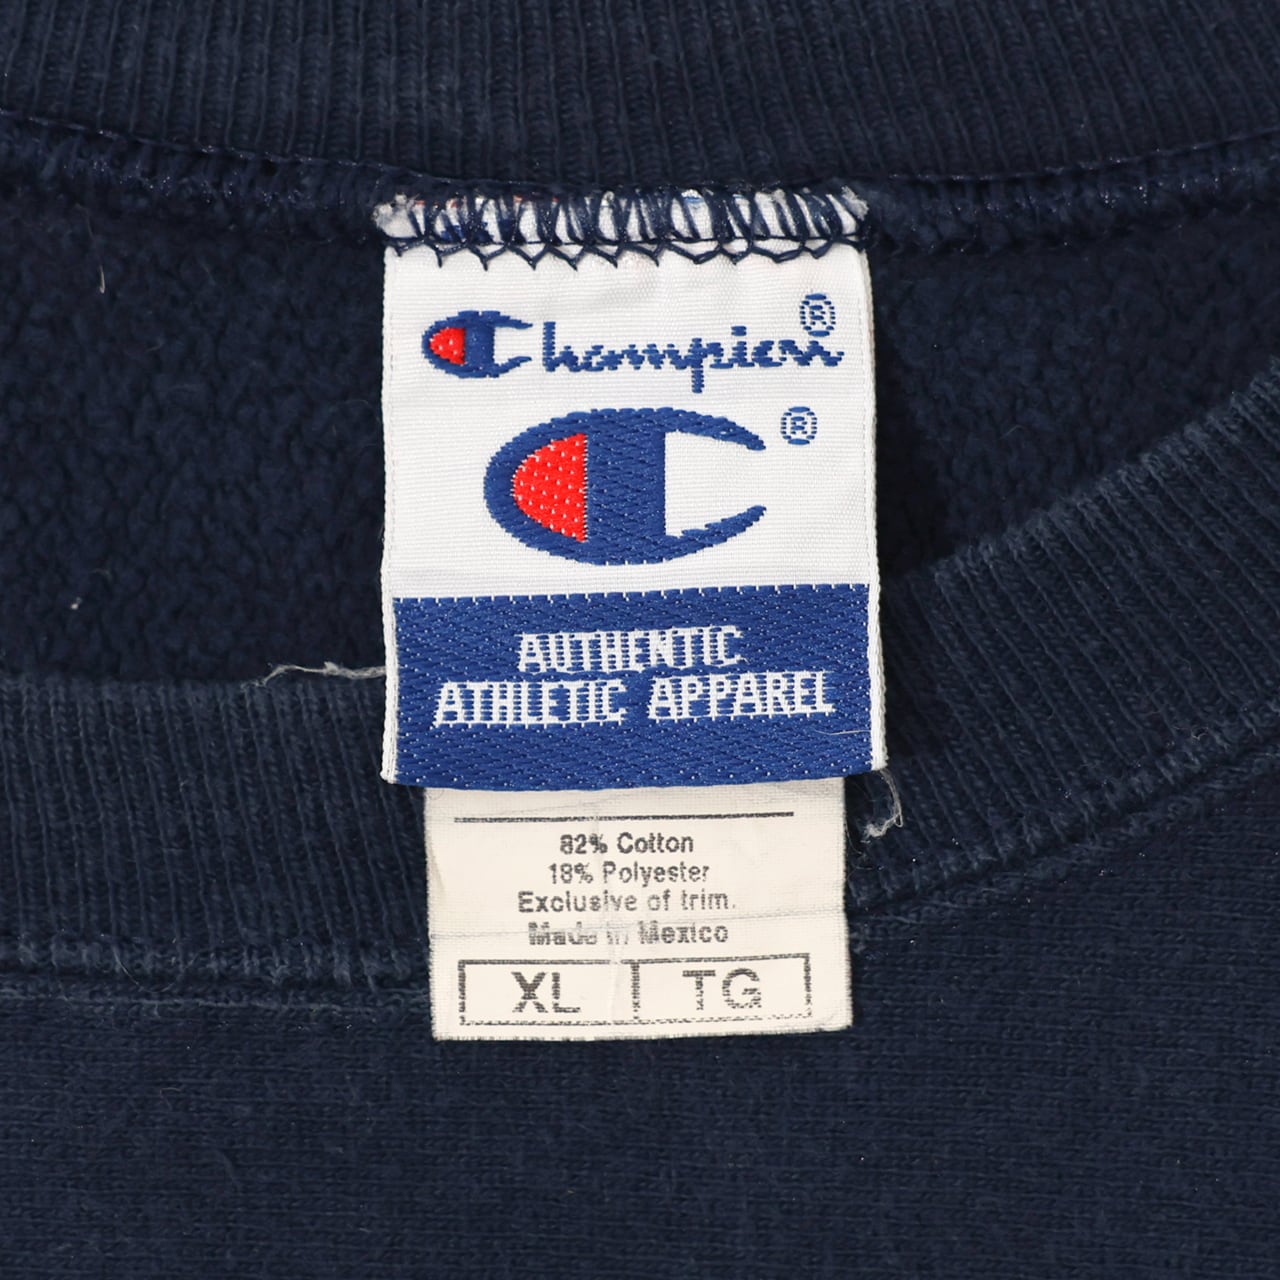 Champion ®
®
AUTHENTIC
ATHLETIC APPAREL
82% Cotton
18% Polyester
Exclusive of trim.
Made in Mexico
XL TG